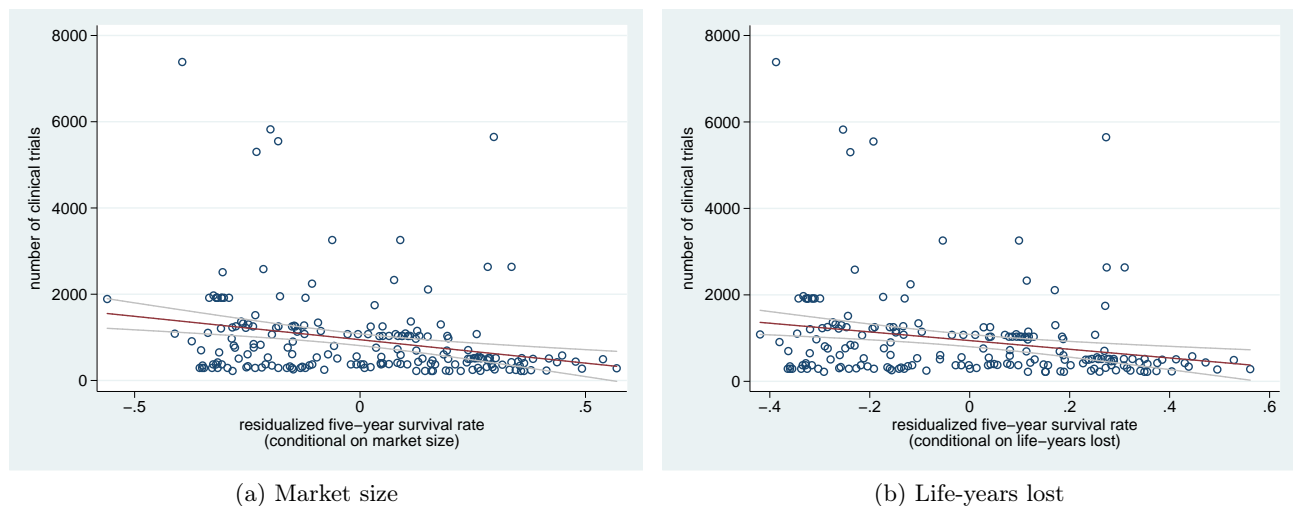 8000
6000
4000
2000
0
number of clinical trials
−.5
0
.5
residualized five−year survival rate
(conditional on market size)
(a) Market size
8000
6000
4000
2000
0
number of clinical trials
−.4
−.2
0
.2
.4
.6
residualized five−year survival rate
(conditional on life−years lost)
(b) Life-years lost